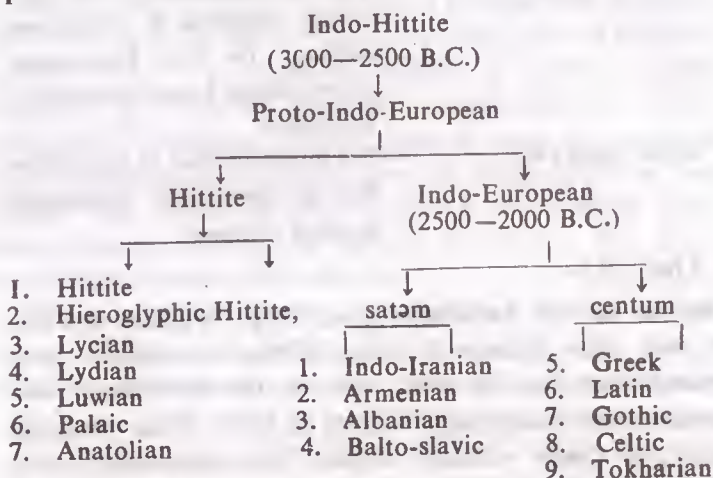 Indo-Hittite
(3000—2500 B.C.)
Proto-Indo-European
Hittite
Indo-European
(2500—2000 B.C.)
1. Hittite
2. Hieroglyphic Hittite,
3. Lycian
4. Lydian
5. Luwian
6. Palaic
7. Anatolian
satəm
1. Indo-Iranian
2. Armenian
3. Albanian
4. Balto-slavic
centum
5. Greek
6. Latin
7. Gothic
8. Celtic
9. Tokharian